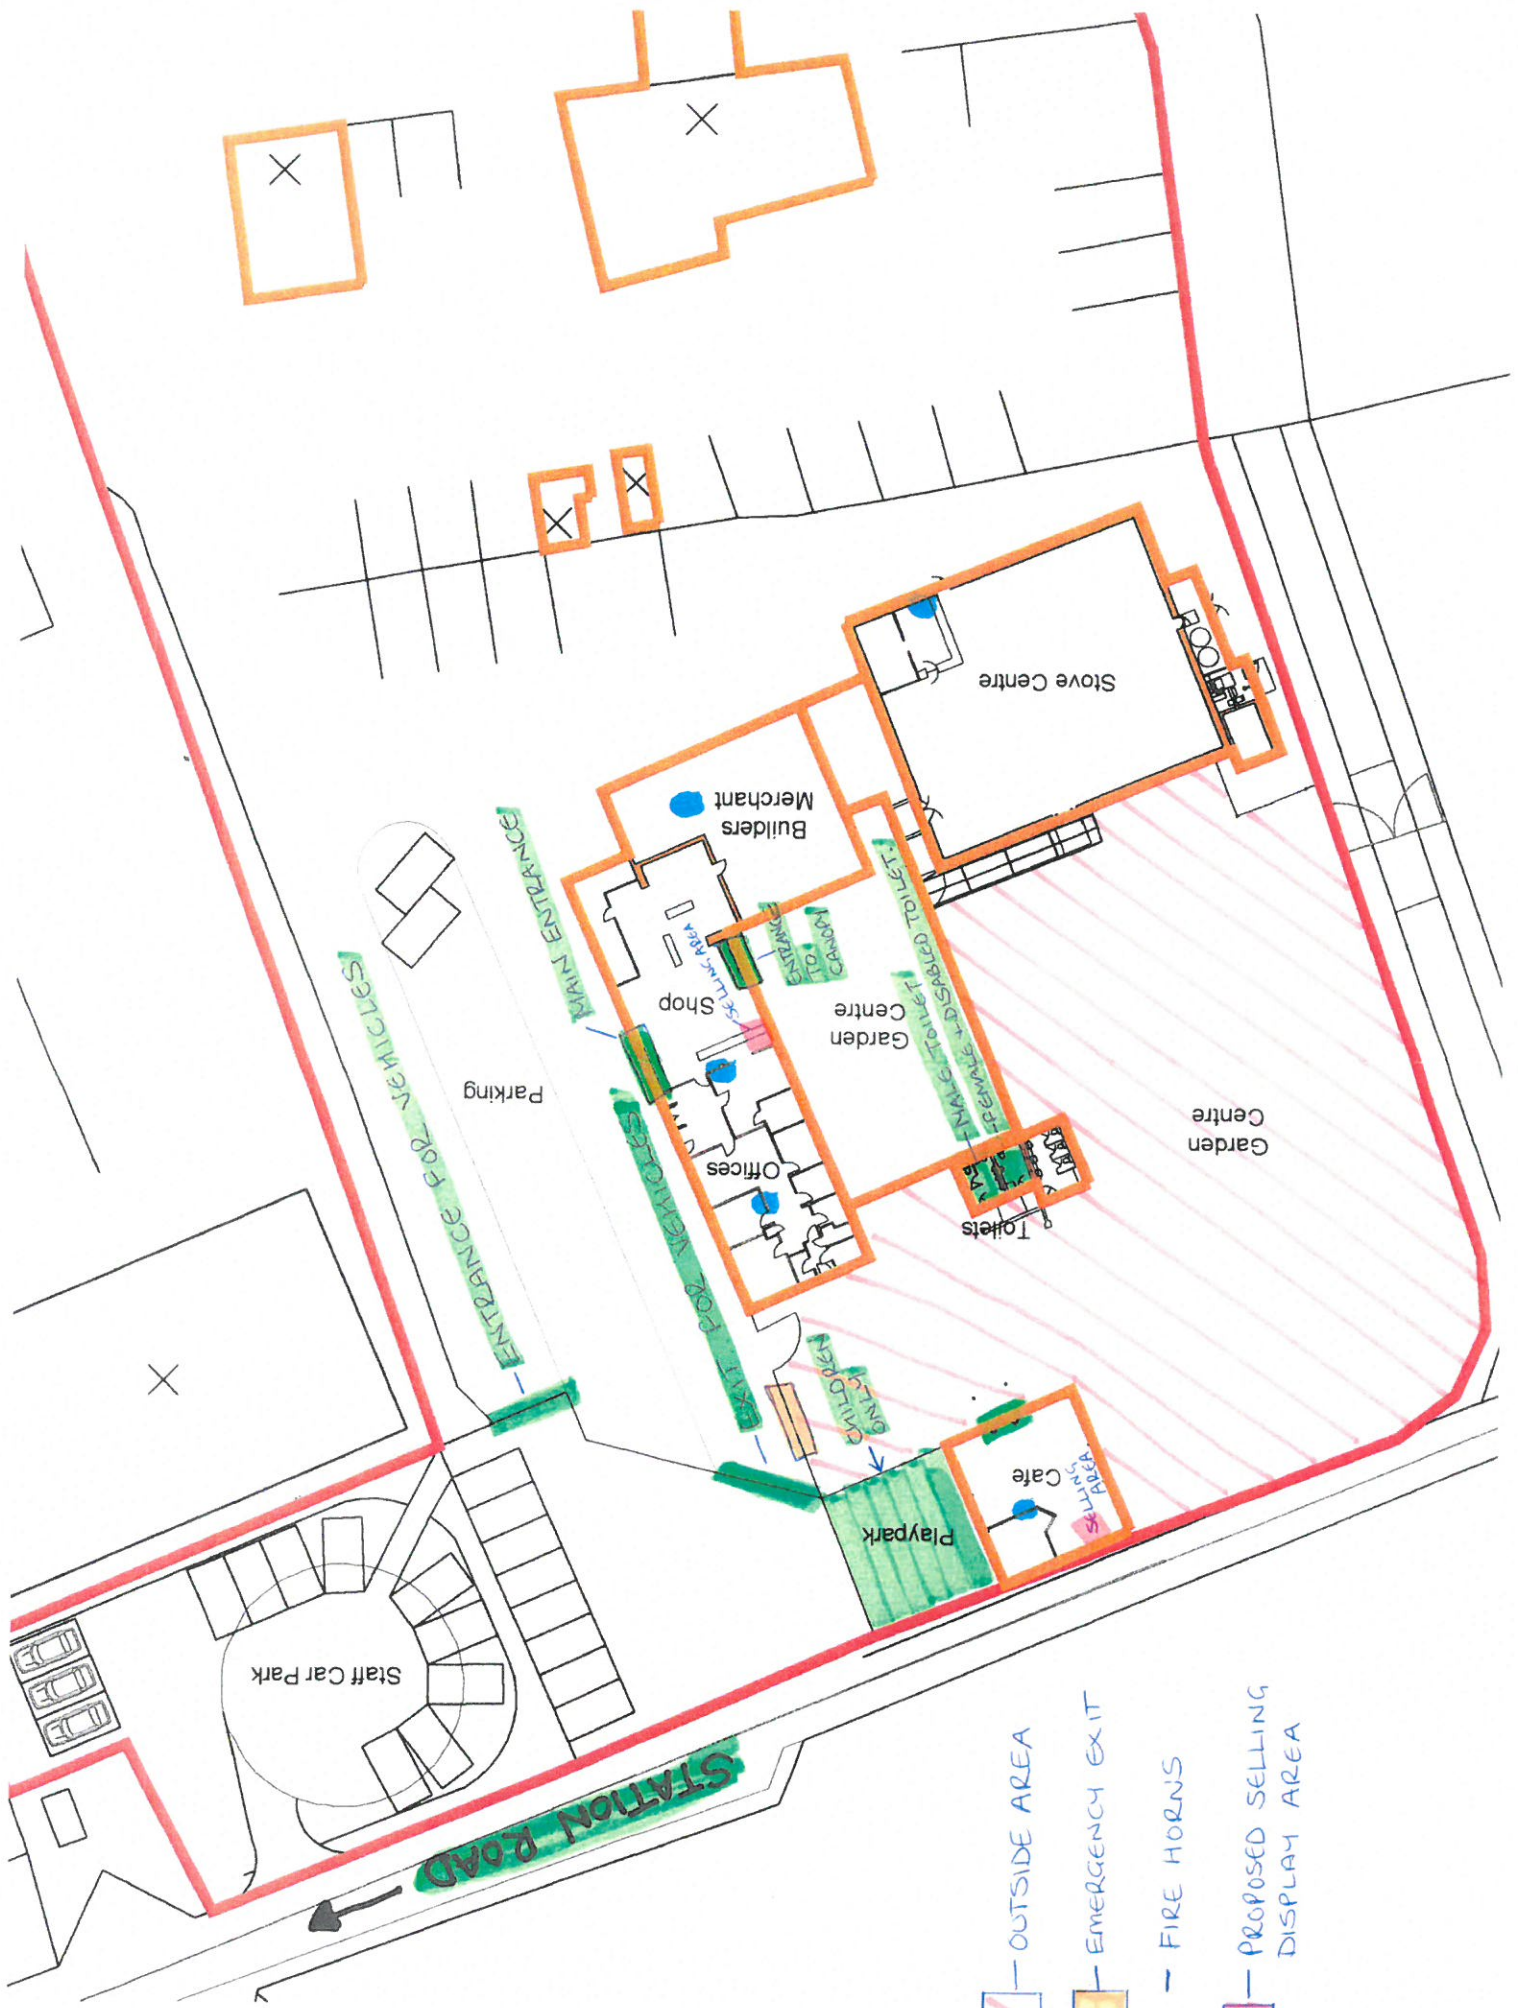 MAIN ENTRANCE
ENTRANCE FOR VEHICLES
Parking
EXIT FOR VEHICLES
Stove Centre
Builders
Merchant
Shop
SELLING AREA
ENTRANCE
TO
CANOPY
Garden
Centre
- MALE TOILET
- FEMALE + DISABLED TOILET.
Offices
Toilets
Garden
Centre
CHILDREN
ONLY
Cafe
SELLING
AREA.
Playpark
Staff Car Park
STATION ROAD
- OUTSIDE AREA
- EMERGENCY EXIT
- FIRE HORNS
- PROPOSED SELLING
DISPLAY AREA